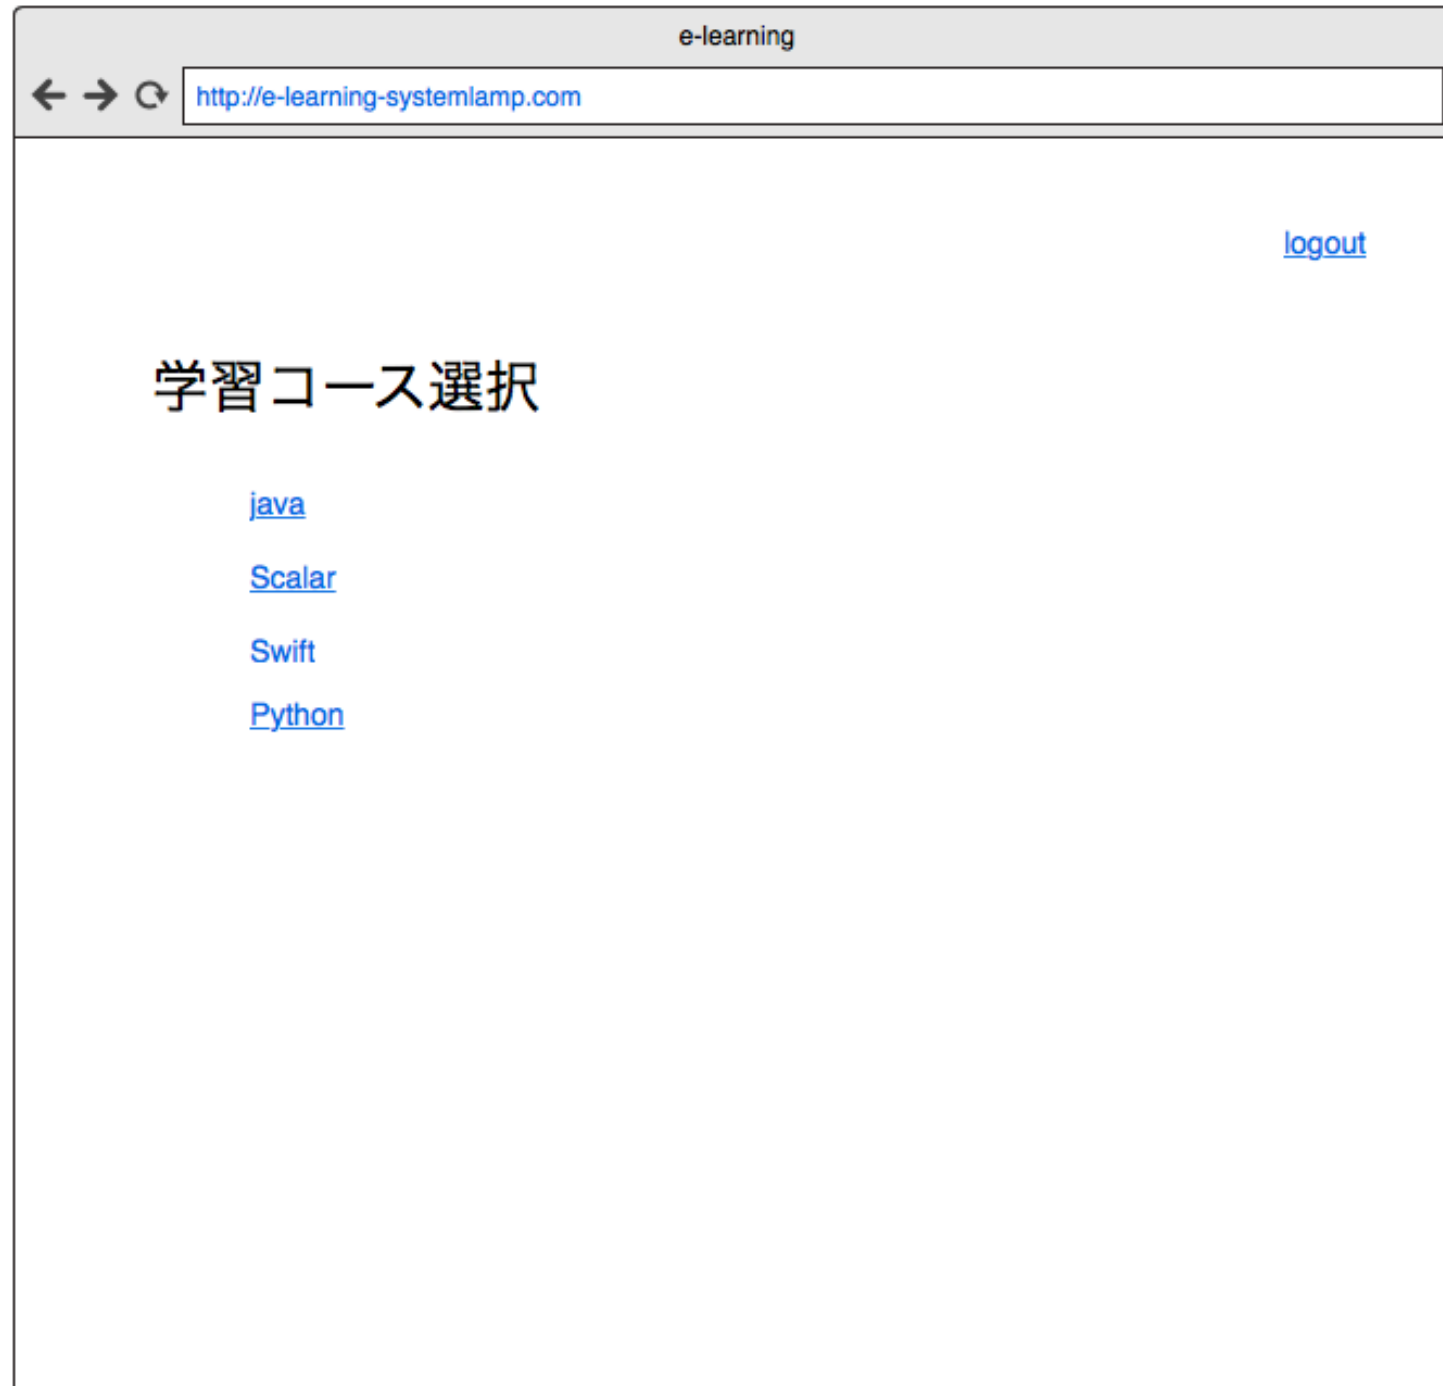 e-learning
http://e-learning-systemlamp.com
logout
学習コース選択
java
Scalar
Swift
Python